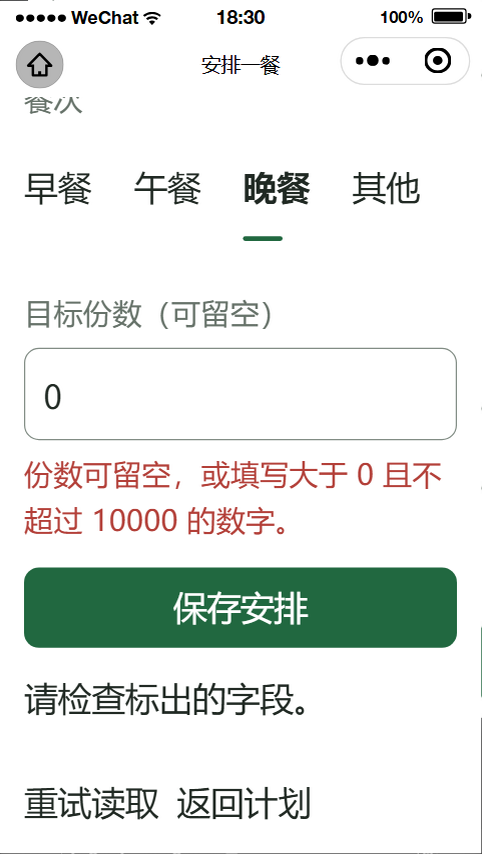 ●●●●● WeChat 18:30 100%
安排一餐
餐次
早餐 午餐 晚餐 其他
目标份数（可留空）
0
份数可留空，或填写大于 0 且不
超过 10000 的数字。
保存安排
请检查标出的字段。
重试读取 返回计划